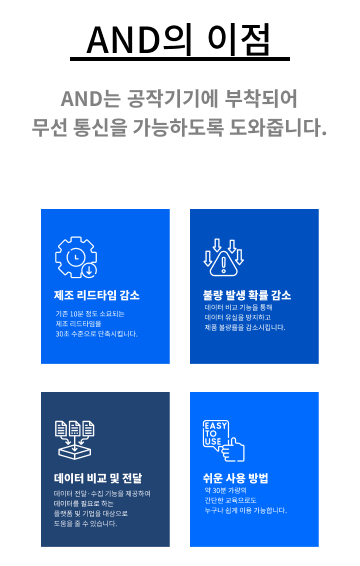 AND의 이점
AND는 공작기기에 부착되어
무선 통신을 가능하도록 도와줍니다.
제조 리드타임 감소
기존 10분 정도 소요되는
제조 리드타임을
30초 수준으로 단축시킵니다.
불량 발생 확률 감소
데이터 비교 기능을 통해
데이터 유실을 방지하고
제품 불량률을 감소시킵니다.
데이터 비교 및 전달
데이터 전달·수집 기능을 제공하여
데이터를 필요로 하는
플랫폼 및 기업을 대상으로
도움을 줄 수 있습니다.
EASY
TO
USE
쉬운 사용 방법
약 30분 가량의
간단한 교육으로도
누구나 쉽게 이용 가능합니다.